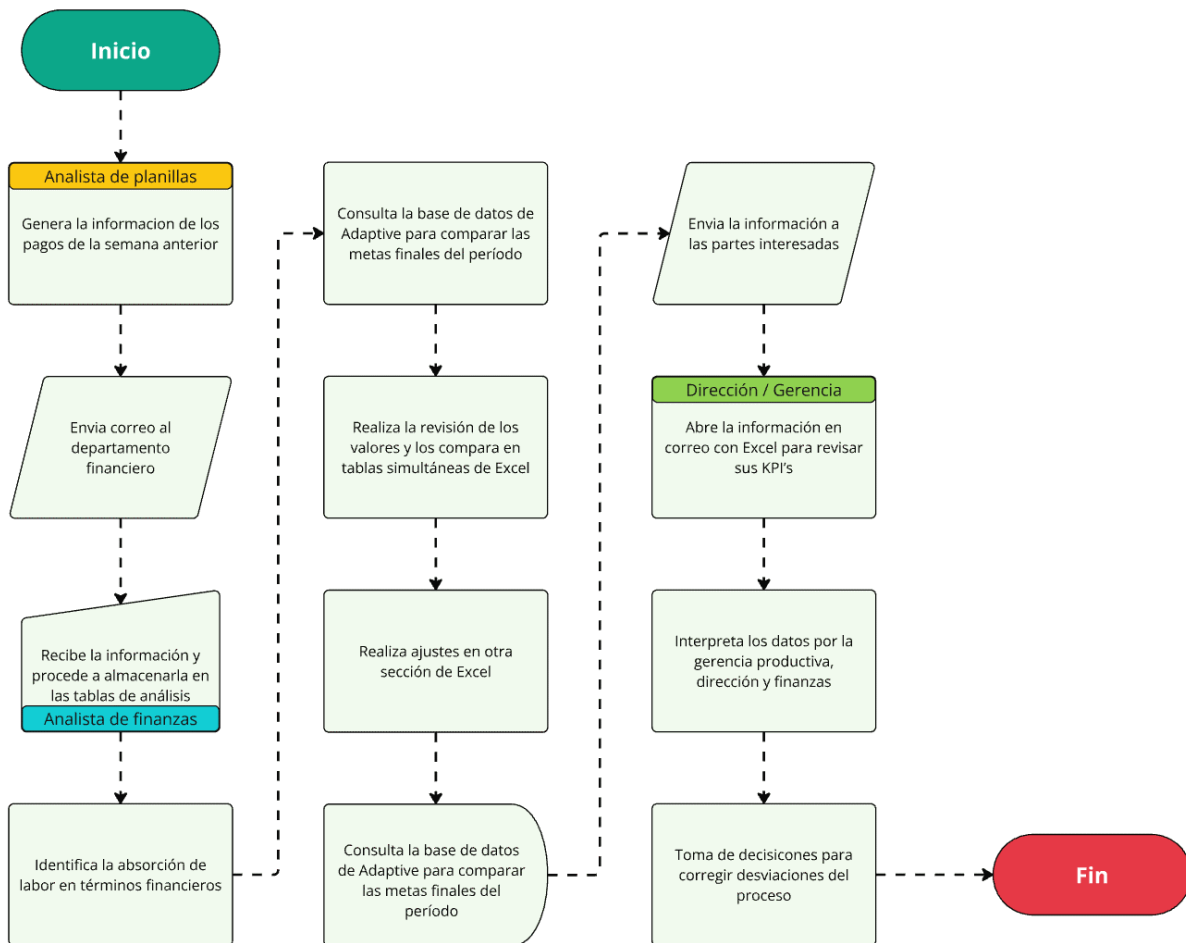 Inicio
Analista de planillas
Genera la informacion de los
pagos de la semana anterior
Envia correo al
departamento
financiero
Recibe la información y
procede a almacenarla en
las tablas de análisis
Analista de finanzas
Identifica la absorción de
labor en términos financieros
Consulta la base de datos de
Adaptive para comparar las
metas finales del período
Realiza la revisión de los
valores y los compara en
tablas simultáneas de Excel
Realiza ajustes en otra
sección de Excel
Consulta la base de datos
de Adaptive para comparar
las metas finales del
período
Envia la información a
las partes interesadas
Dirección / Gerencia
Abre la información en
correo con Excel para revisar
sus KPI’s
Interpreta los datos por la
gerencia productiva,
dirección y finanzas
Toma de decisicones para
corregir desviaciones del
proceso
Fin